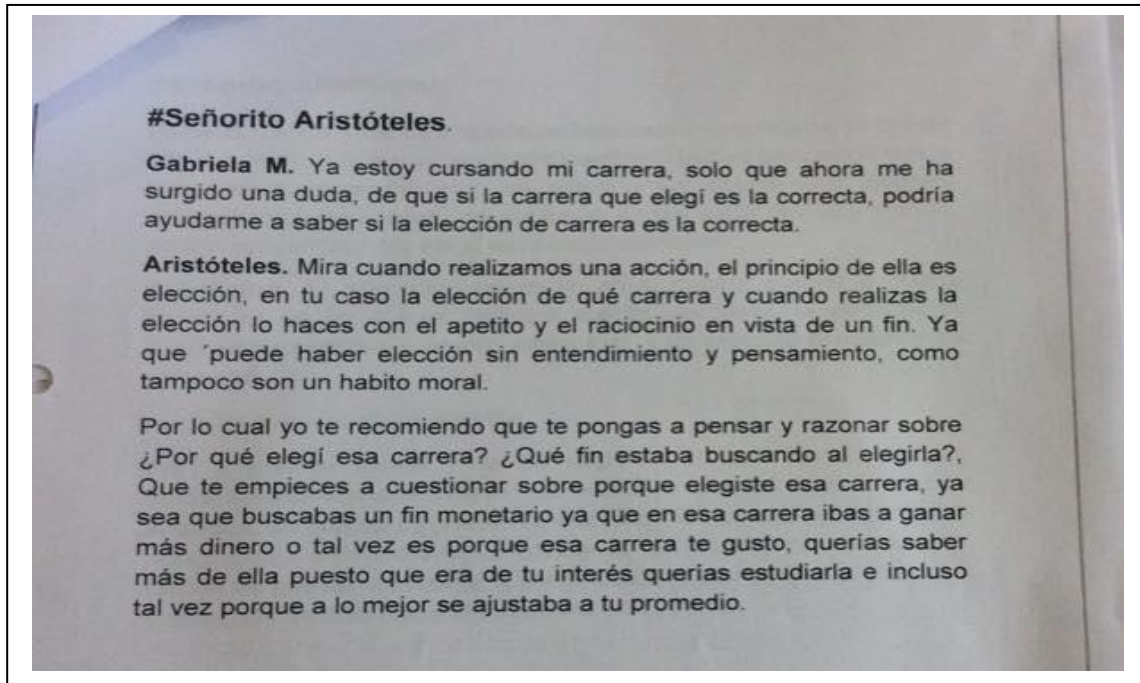 #Señorito Aristóteles.
Gabriela M. Ya estoy cursando mi carrera, solo que ahora me ha
surgido una duda, de que si la carrera que elegí es la correcta, podría
ayudarme a saber si la elección de carrera es la correcta.
Aristóteles. Mira cuando realizamos una acción, el principio de ella es
elección, en tu caso la elección de qué carrera y cuando realizas la
elección lo haces con el apetito y el raciocinio en vista de un fin. Ya
que ´puede haber elección sin entendimiento y pensamiento, como
tampoco son un habito moral.
Por lo cual yo te recomiendo que te pongas a pensar y razonar sobre
¿Por qué elegí esa carrera? ¿Qué fin estaba buscando al elegirla?,
Que te empieces a cuestionar sobre porque elegiste esa carrera, ya
sea que buscabas un fin monetario ya que en esa carrera ibas a ganar
más dinero o tal vez es porque esa carrera te gusto, querías saber
más de ella puesto que era de tu interés querías estudiarla e incluso
tal vez porque a lo mejor se ajustaba a tu promedio.